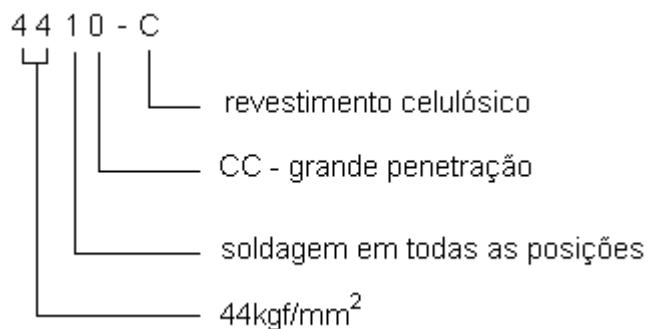 4 4 1 0 - C
revestimento celulósico
CC - grande penetração
soldagem em todas as posições
44kgf/mm²